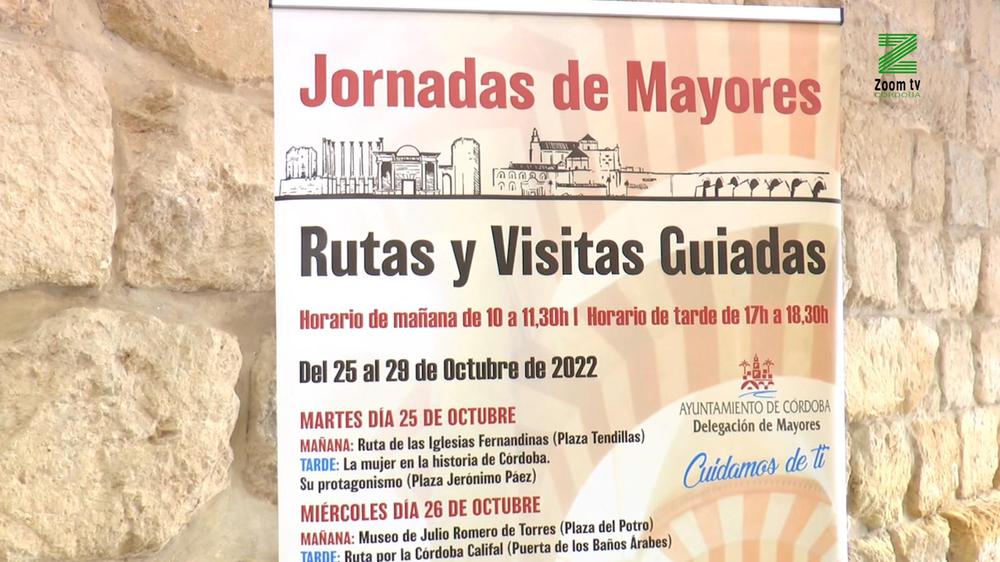 Zoom tv
CÓRDOBA
Jornadas de Mayores
Rutas y Visitas Guiadas
Horario de mañana de 10 a 11,30h | Horario de tarde de 17h a 18,30h
Del 25 al 29 de Octubre de 2022
AYUNTAMIENTO DE CÓRDOBA
Delegación de Mayores
Cuidamos de ti
MARTES DÍA 25 DE OCTUBRE
MAÑANA: Ruta de las Iglesias Fernandinas (Plaza Tendillas)
TARDE: La mujer en la historia de Córdoba.
Su protagonismo (Plaza Jerónimo Páez)
MIÉRCOLES DÍA 26 DE OCTUBRE
MAÑANA: Museo de Julio Romero de Torres (Plaza del Potro)
TARDE: Ruta por la Córdoba Califal (Puerta de los Baños Árabes)